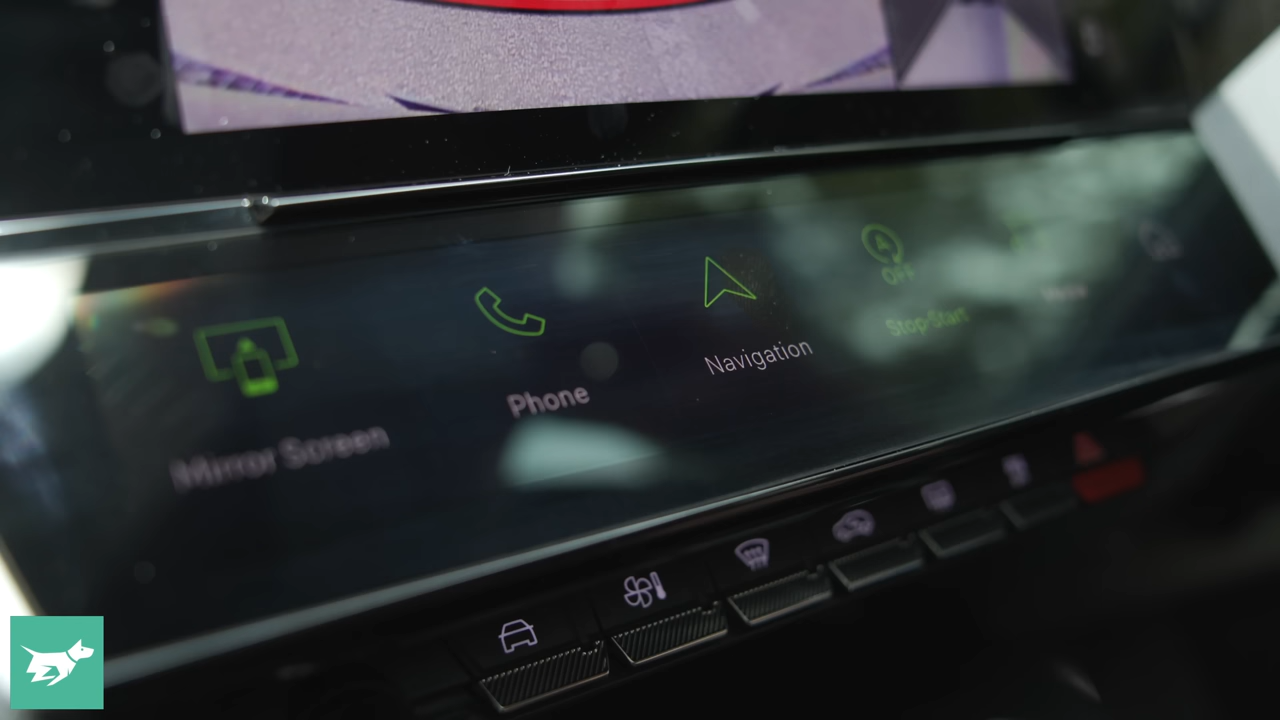 Mirror Screen
Phone
Navigation
A
OFF
Stop-Start